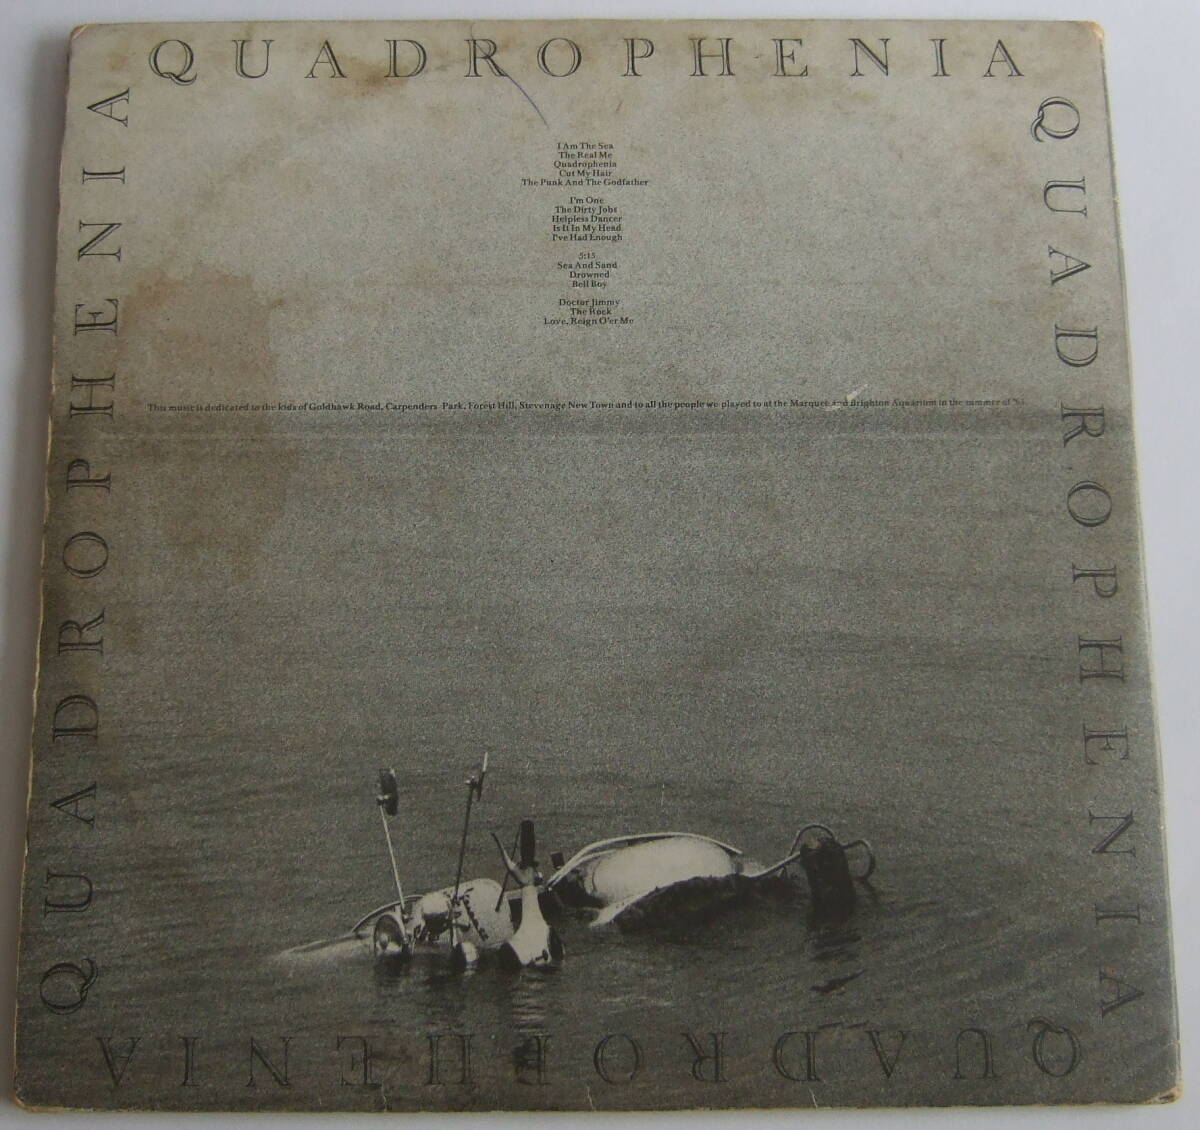 QUADROPHENIA
QUADROPHENIA
QUADROPHENIA
QUADROPHENIA
I Am The Sea
The Real Me
Quadrophenia
Cut My Hair
The Punk And The Godfather
I'm One
The Dirty Jobs
Helpless Dancer
Is It In My Head
I've Had Enough
5:15
Sea And Sand
Drowned
Bell Boy
Doctor Jimmy
The Rock
Love, Reign O'er Me
This music is dedicated to the kids of Goldhawk Road, Carpenders Park, Forest Hill, Stevenage New Town and to all the people we played to at the Marquee and Brighton Aquarium in the summer of